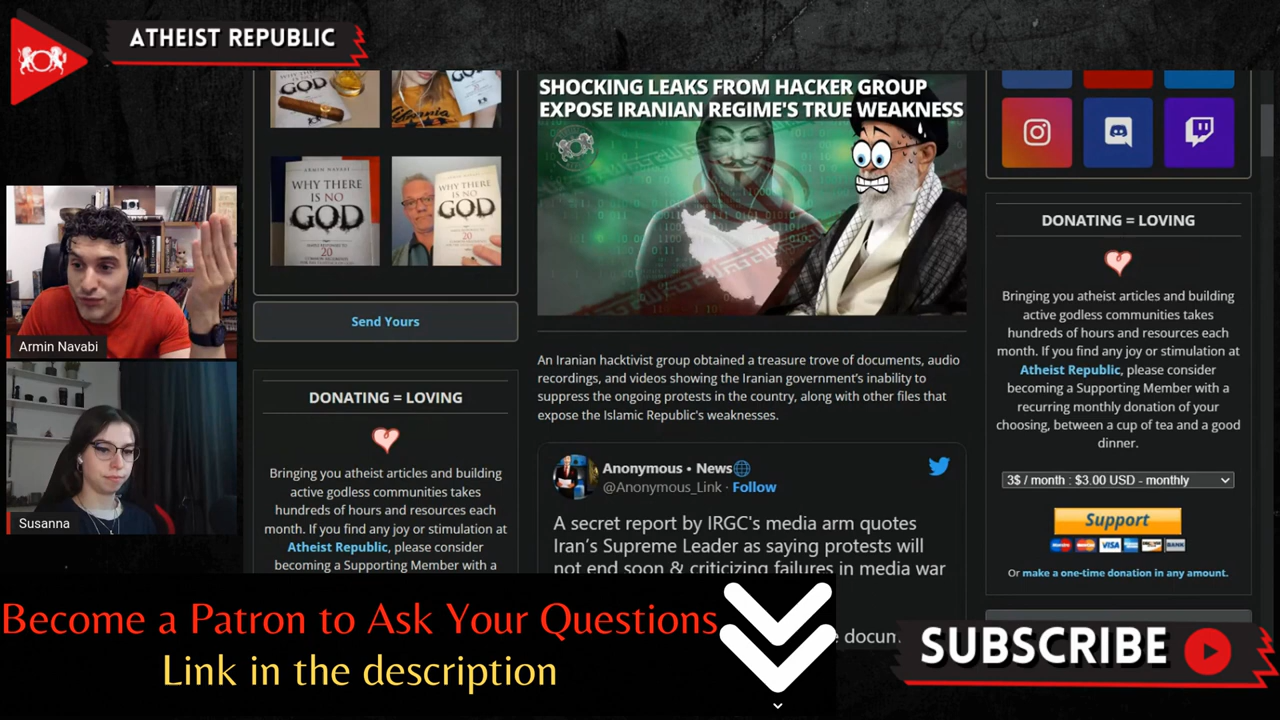 ATHEIST REPUBLIC
SHOCKING LEAKS FROM HACKER GROUP
EXPOSE IRANIAN REGIME'S TRUE WEAKNESS
GOD
ARMIN NAVABI
WHY THERE
IS NO
GOD
20
WHY THERE
IS NO
GOD
20
Send Yours
Armin Navabi
Susanna
DONATING = LOVING
Bringing you atheist articles and building
active godless communities takes
hundreds of hours and resources each
month. If you find any joy or stimulation at
Atheist Republic, please consider
becoming a Supporting Member with a
An Iranian hacktivist group obtained a treasure trove of documents, audio
recordings, and videos showing the Iranian government's inability to
suppress the ongoing protests in the country, along with other files that
expose the Islamic Republic's weaknesses.
Anonymous • News
@Anonymous_Link · Follow
A secret report by IRGC's media arm quotes
Iran's Supreme Leader as saying protests will
not end soon & criticizing failures in media war
DONATING = LOVING
Bringing you atheist articles and building
active godless communities takes
hundreds of hours and resources each
month. If you find any joy or stimulation at
Atheist Republic, please consider
becoming a Supporting Member with a
recurring monthly donation of your
choosing, between a cup of tea and a good
dinner.
3$ / month : $3.00 USD - monthly
Support
VISA
BANK
Or make a one-time donation in any amount.
Become a Patron to Ask Your Questions
Link in the description
SUBSCRIBE